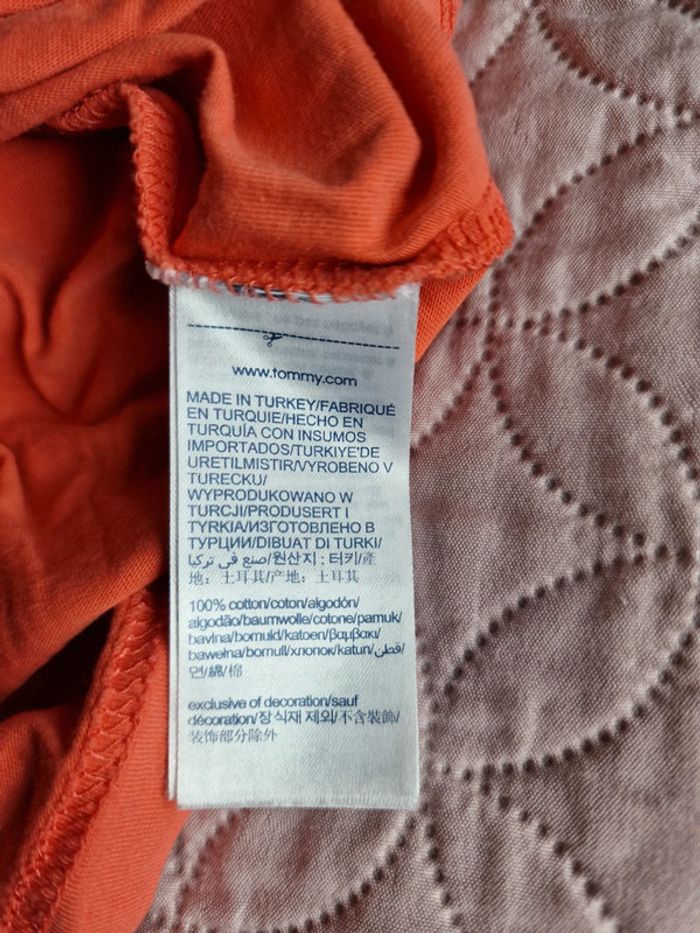 www.tommy.com
MADE IN TURKEY/FABRIQUÉ
EN TURQUIE/HECHO EN
TURQUÍA CON INSUMOS
IMPORTADOS/TURKIYE'DE
URETILMISTIR/VYROBENO V
TURECKU/
WYPRODUKOWANO W
TURCJI/PRODUSERT I
TYRKIA/ИЗГОТОВЛЕНО В
ТУРЦИИ/DIBUAT DI TURKI/
صنع في تركيا/원산지 : 터키/產
地：土耳其/产地：土耳其
100% cotton/coton/algodón/
algodão/baumwolle/cotone/pamuk/
bavlna/bomuld/katoen/βαμβακι/
bawełna/bomull/хлопок/katun/قطن/
면/綿/棉
exclusive of decoration/sauf
décoration/장식재 제외/不含裝飾/
装饰部分除外